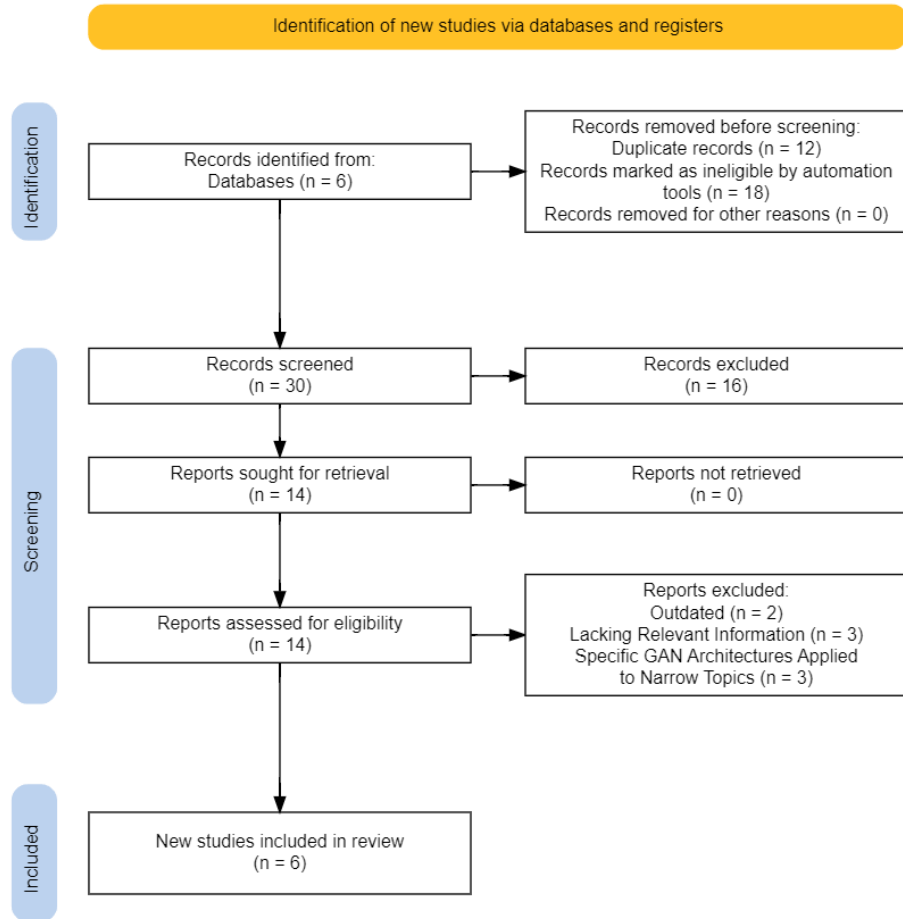 Identification of new studies via databases and registers
Identification
Records identified from:
Databases (n = 6)
Records removed before screening:
Duplicate records (n = 12)
Records marked as ineligible by automation
tools (n = 18)
Records removed for other reasons (n = 0)
Screening
Records screened
(n = 30)
Records excluded
(n = 16)
Reports sought for retrieval
(n = 14)
Reports not retrieved
(n = 0)
Reports assessed for eligibility
(n = 14)
Reports excluded:
Outdated (n = 2)
Lacking Relevant Information (n = 3)
Specific GAN Architectures Applied
to Narrow Topics (n = 3)
Included
New studies included in review
(n = 6)